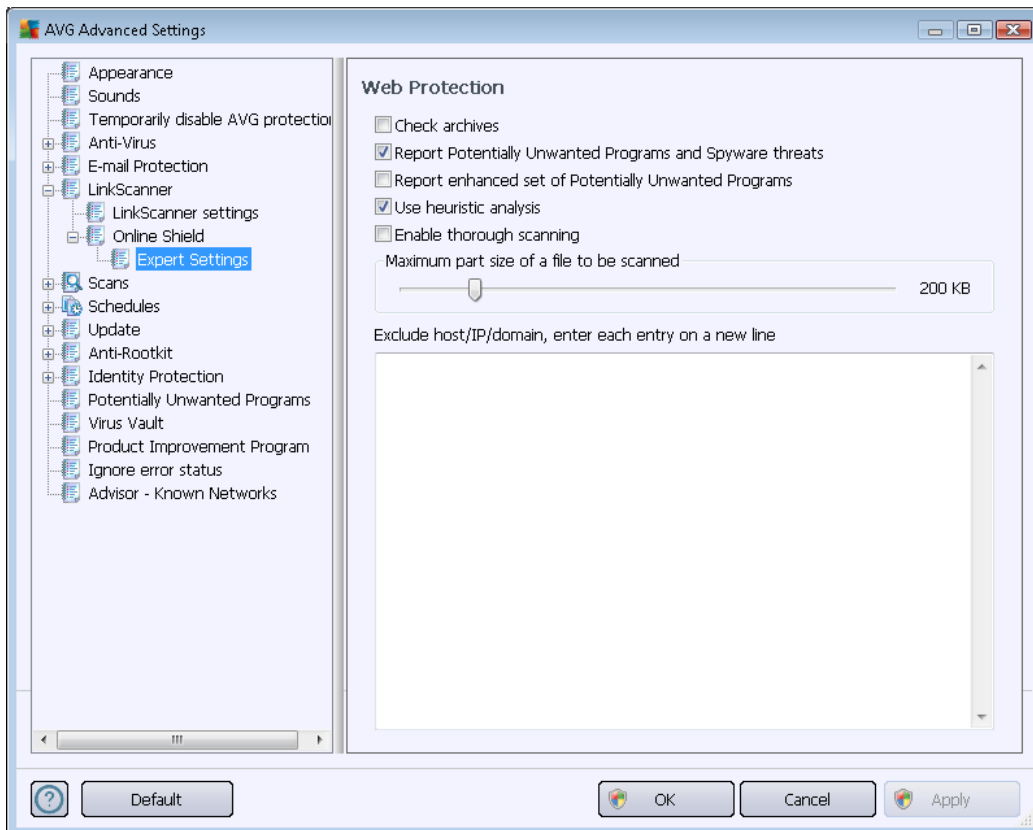 AVG Advanced Settings
Appearance
Sounds
Temporarily disable AVG protection
Anti-Virus
E-mail Protection
LinkScanner
LinkScanner settings
Online Shield
Expert Settings
Scans
Schedules
Update
Anti-Rootkit
Identity Protection
Potentially Unwanted Programs
Virus Vault
Product Improvement Program
Ignore error status
Advisor - Known Networks
Web Protection
Check archives
Report Potentially Unwanted Programs and Spyware threats
Report enhanced set of Potentially Unwanted Programs
Use heuristic analysis
Enable thorough scanning
Maximum part size of a file to be scanned
200 KB
Exclude host/IP/domain, enter each entry on a new line
Default
OK
Cancel
Apply